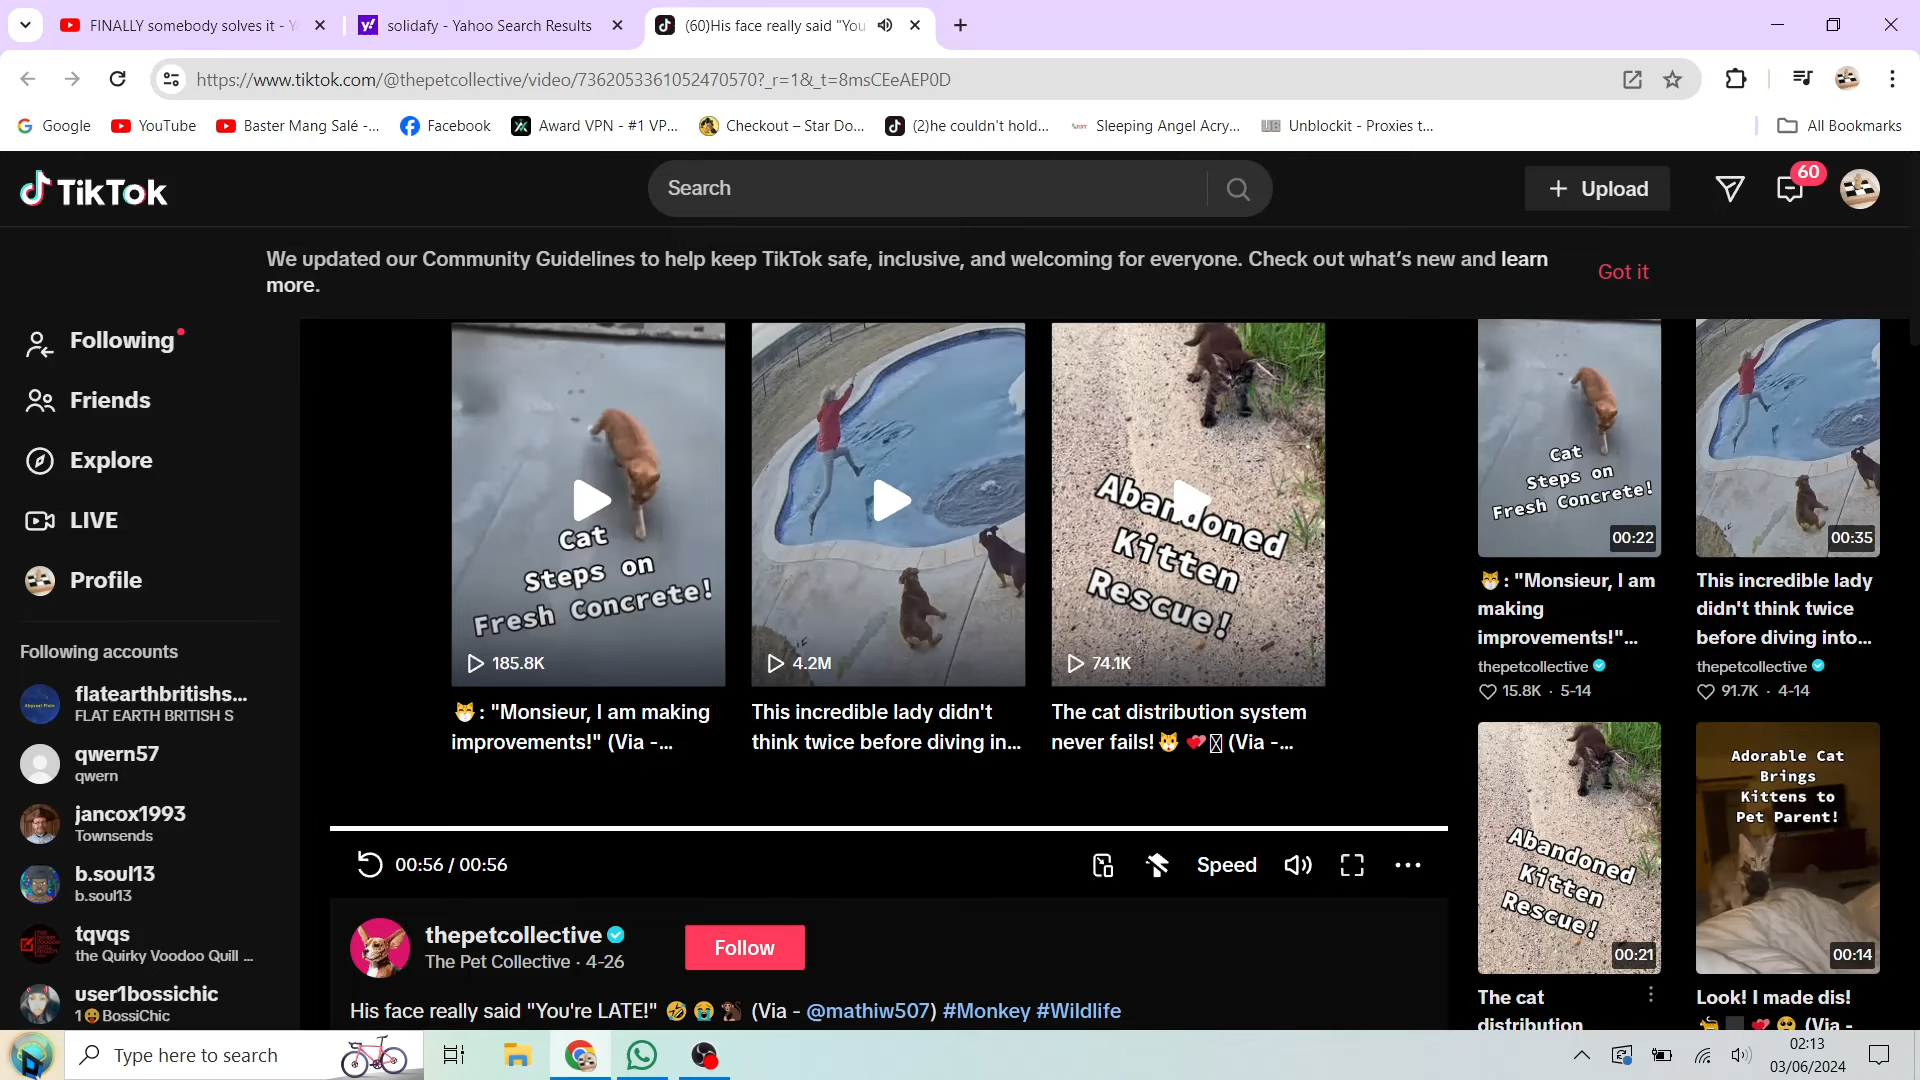 FINALLY somebody solves it - Y
solidafy - Yahoo Search Results
(60)His face really said "You
https://www.tiktok.com/@thepetcollective/video/7362053361052470570?_r=1&_t=8msCEeAEP0D
Google
YouTube
Baster Mang Salé -...
Facebook
Award VPN - #1 VP...
Checkout – Star Do...
(2)he couldn't hold...
Sleeping Angel Acry...
Unblockit - Proxies t...
All Bookmarks
TikTok
Search
Upload
60
We updated our Community Guidelines to help keep TikTok safe, inclusive, and welcoming for everyone. Check out what's new and learn
more.
Got it
Following
Friends
Explore
LIVE
Profile
Following accounts
flatearthbritishs...
FLAT EARTH BRITISH S
qwern57
qwern
jancox1993
Townsends
b.soul13
b.soul13
tqvqs
the Quirky Voodoo Quill ...
user1bossichic
1😛BossiChic
Cat
Steps on
Fresh Concrete!
185.8K
🐱: "Monsieur, I am making
improvements!" (Via -...
4.2M
This incredible lady didn't
think twice before diving in...
Abandoned
Kitten
Rescue!
74.1K
The cat distribution system
never fails! 🐱 💕 (Via -...
00:56 / 00:56
Speed
thepetcollective
The Pet Collective · 4-26
Follow
His face really said "You're LATE!" 🤣 😭 🐒 (Via - @mathiw507) #Monkey #Wildlife
Cat
Steps on
Fresh Concrete!
00:22
🐱: "Monsieur, I am
making
improvements!"...
thepetcollective
15.8K · 5-14
00:35
This incredible lady
didn't think twice
before diving into...
thepetcollective
91.7K · 4-14
Abandoned
Kitten
Rescue!
00:21
The cat
distribution
Adorable Cat
Brings
Kittens to
Pet Parent!
00:14
Look! I made dis!
(Via -
Type here to search
02:13
03/06/2024